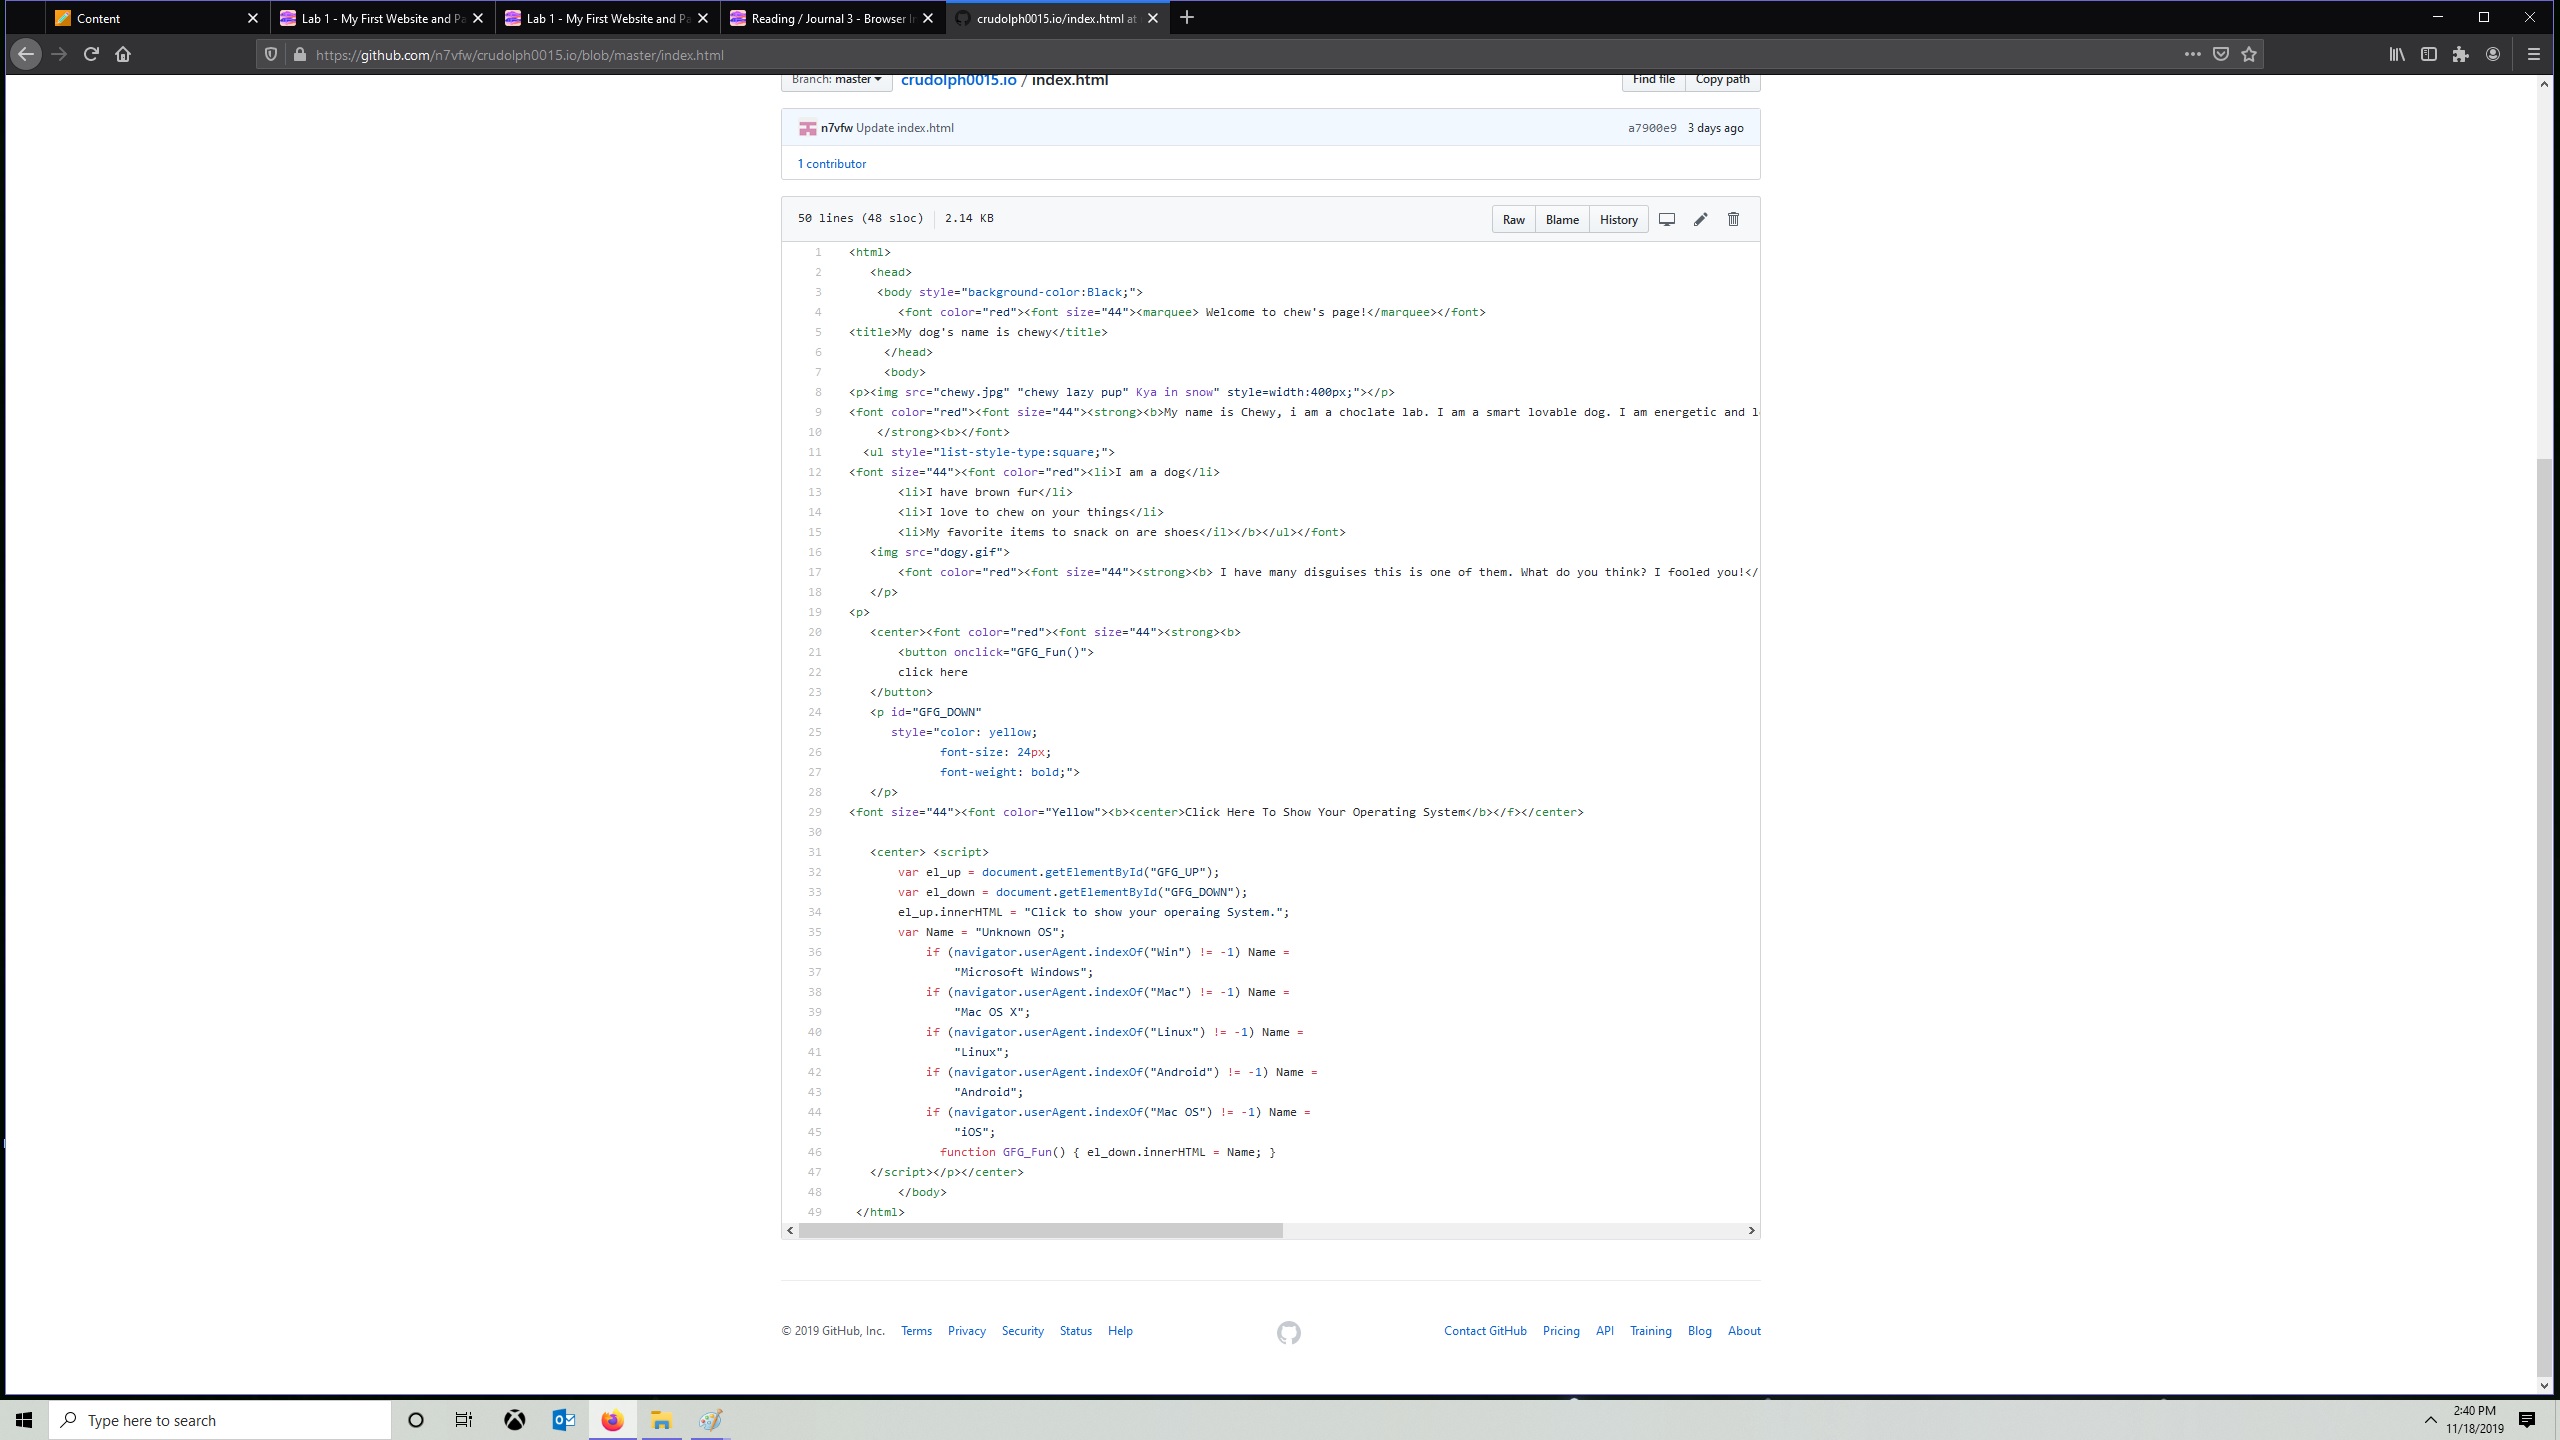 Content
Lab 1 - My First Website and Pa
Lab 1 - My First Website and Pa
Reading / Journal 3 - Browser In
crudolph0015.io/index.html at
https://github.com/n7vfw/crudolph0015.io/blob/master/index.html
Branch: master
crudolph0015.io / index.html
Find file
Copy path
n7vfw Update index.html
a7900e9 3 days ago
1 contributor
50 lines (48 sloc) 2.14 KB
Raw Blame History
1 <html>
2 <head>
3 <body style="background-color:Black;">
4 <font color="red"><font size="44"><marquee> Welcome to chew's page!</marquee></font>
5 <title>My dog's name is chewy</title>
6 </head>
7 <body>
8 <p><img src="chewy.jpg" "chewy lazy pup" Kya in snow" style=width:400px;"></p>
9 <font color="red"><font size="44"><strong><b>My name is Chewy, i am a choclate lab. I am a smart lovable dog. I am energetic and l
10 </strong><b></font>
11 <ul style="list-style-type:square;">
12 <font size="44"><font color="red"><li>I am a dog</li>
13 <li>I have brown fur</li>
14 <li>I love to chew on your things</li>
15 <li>My favorite items to snack on are shoes</il></b></ul></font>
16 <img src="dogy.gif">
17 <font color="red"><font size="44"><strong><b> I have many disguises this is one of them. What do you think? I fooled you!</
18 </p>
19 <p>
20 <center><font color="red"><font size="44"><strong><b>
21 <button onclick="GFG_Fun()">
22 click here
23 </button>
24 <p id="GFG_DOWN"
25 style="color: yellow;
26 font-size: 24px;
27 font-weight: bold;">
28 </p>
29 <font size="44"><font color="Yellow"><b><center>Click Here To Show Your Operating System</b></f></center>
30
31 <center> <script>
32 var el_up = document.getElementById("GFG_UP");
33 var el_down = document.getElementById("GFG_DOWN");
34 el_up.innerHTML = "Click to show your operaing System.";
35 var Name = "Unknown OS";
36 if (navigator.userAgent.indexOf("Win") != -1) Name =
37 "Microsoft Windows";
38 if (navigator.userAgent.indexOf("Mac") != -1) Name =
39 "Mac OS X";
40 if (navigator.userAgent.indexOf("Linux") != -1) Name =
41 "Linux";
42 if (navigator.userAgent.indexOf("Android") != -1) Name =
43 "Android";
44 if (navigator.userAgent.indexOf("Mac OS") != -1) Name =
45 "iOS";
46 function GFG_Fun() { el_down.innerHTML = Name; }
47 </script></p></center>
48 </body>
49 </html>
© 2019 GitHub, Inc. Terms Privacy Security Status Help
Contact GitHub Pricing API Training Blog About
Type here to search
2:40 PM
11/18/2019